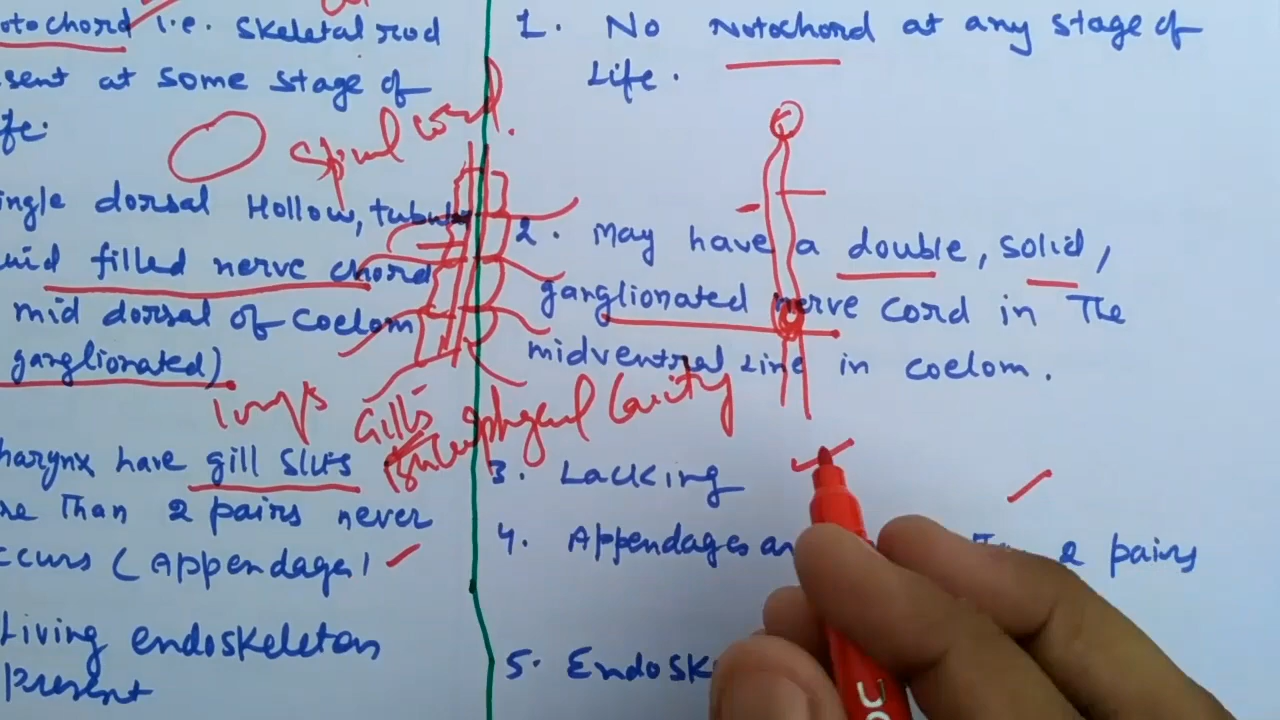 otochord i.e. skeletal rod
sent at some stage of
fe.
Spinal cord.
ingle dorsal Hollow, tubular
uid filled nerve chord
mid dorsal of coelom
ganglionated)
lungs
Gills
Cavity
harynx have gill slits
re Than 2 pairs never
ccurs (Appendages)
Living endoskeleton
Present
1. No Notochord at any stage of
Life.
2. May have a double, solid,
ganglionated nerve cord in The
midventral Line in coelom.
3. Lacking
4. Appendages 2 pairs
5. Endosk